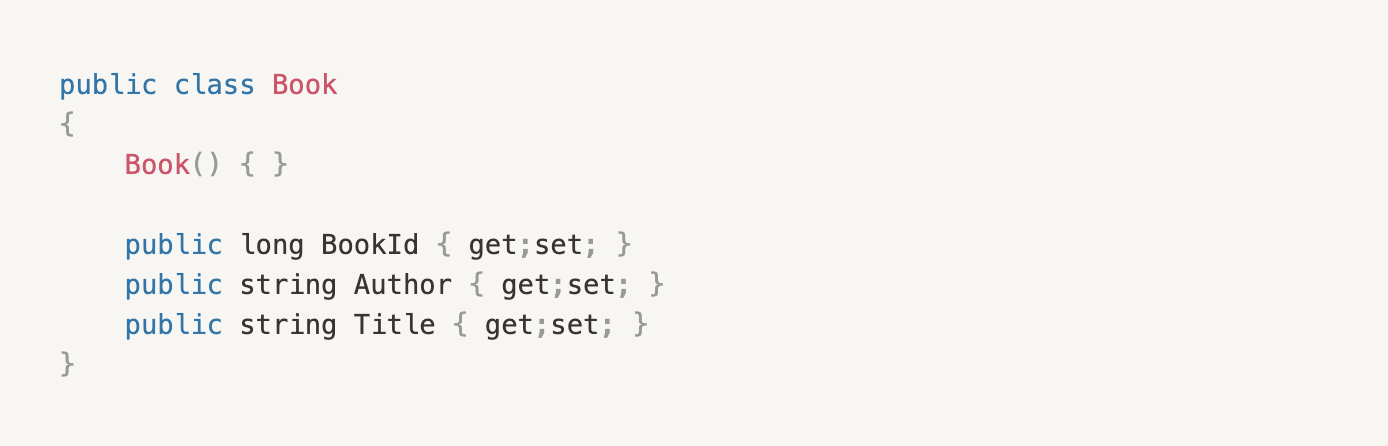 public class Book
{
    Book() { }

    public long BookId { get;set; }
    public string Author { get;set; }
    public string Title { get;set; }
}